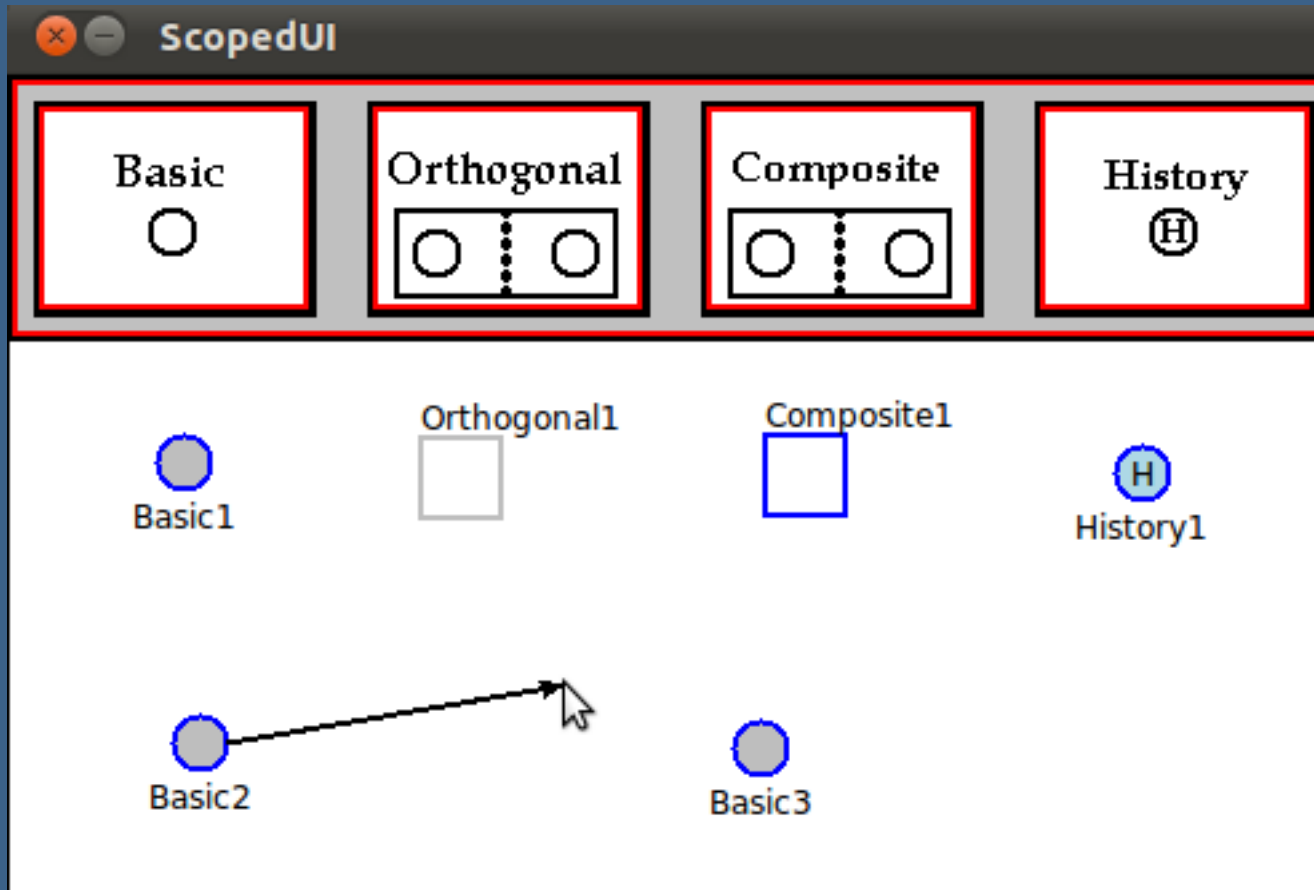 ScopedUI
Basic
Orthogonal
Composite
History
H
Orthogonal1
Composite1
H
Basic1
History1
Basic2
Basic3